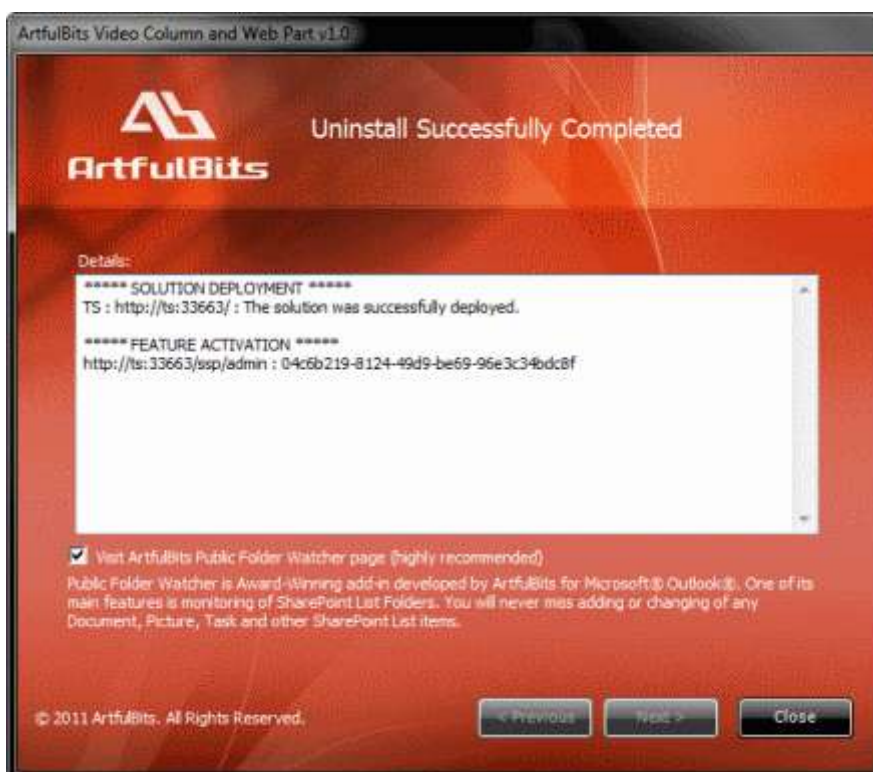 ArtfulBits Video Column and Web Part v1.0
ArtfulBits
Uninstall Successfully Completed
Details:
***** SOLUTION DEPLOYMENT *****
TS : http://ts:33663/ : The solution was successfully deployed.
***** FEATURE ACTIVATION *****
http://ts:33663/ssp/admin : 04c6b219-8124-49d9-be69-96e3c34bdc8f
Visit ArtfulBits Public Folder Watcher page (highly recommended)
Public Folder Watcher is Award-Winning add-in developed by ArtfulBits for Microsoft® Outlook®. One of its
main features is monitoring of SharePoint List Folders. You will never miss adding or changing of any
Document, Picture, Task and other SharePoint List items.
© 2011 ArtfulBits. All Rights Reserved.
< Previous
Next >
Close